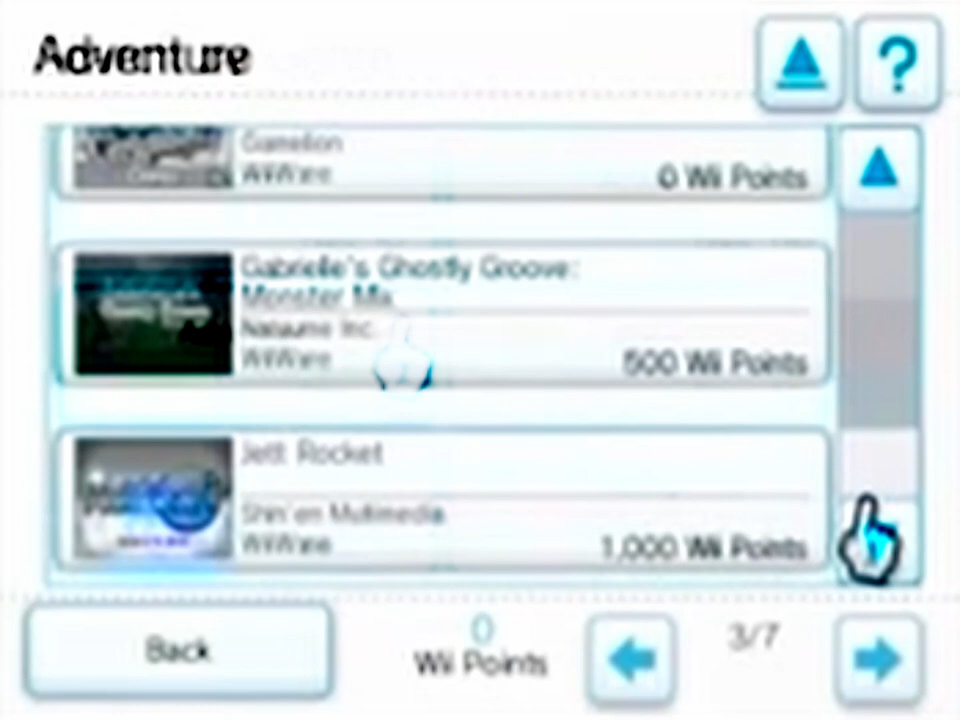 Adventure
?
Gamelion
WiiWare
0 Wii Points
Gabrielle's Ghostly Groove:
Monster Mix
Natsume Inc.
WiiWare
500 Wii Points
Jett Rocket
Shin'en Multimedia
WiiWare
1,000 Wii Points
Back
0
Wii Points
3/7